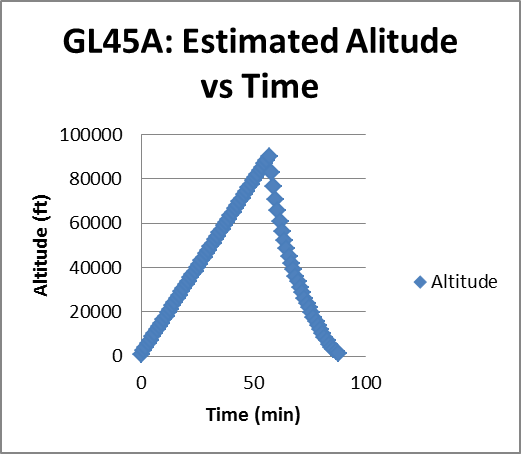 GL45A: Estimated Alitude
vs Time
100000
80000
60000
40000
20000
0
Altitude (ft)
0
50
100
Time (min)
Altitude